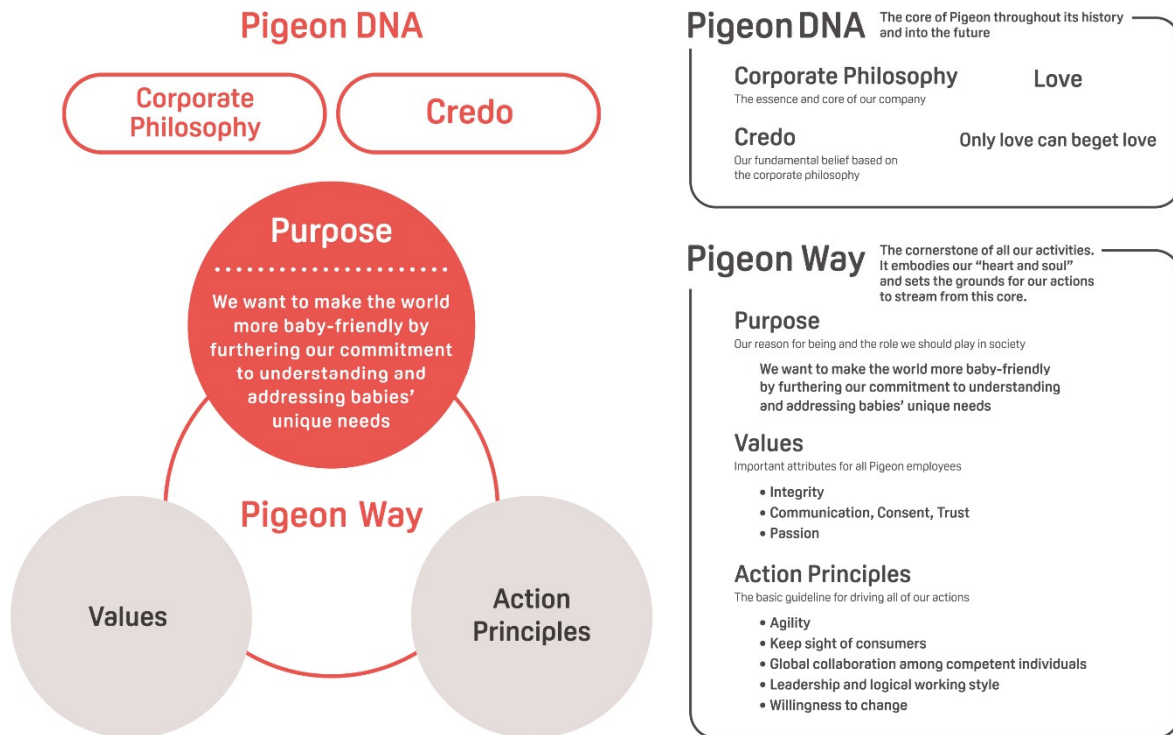 Pigeon DNA
Corporate
Philosophy
Credo
Purpose
We want to make the world
more baby-friendly by
furthering our commitment
to understanding and
addressing babies’
unique needs
Pigeon Way
Values
Action
Principles
Pigeon DNA
The core of Pigeon throughout its history
and into the future
Corporate Philosophy
The essence and core of our company
Love
Credo
Our fundamental belief based on
the corporate philosophy
Only love can beget love
Pigeon Way
The cornerstone of all our activities.
It embodies our “heart and soul”
and sets the grounds for our actions
to stream from this core.
Purpose
Our reason for being and the role we should play in society
We want to make the world more baby-friendly
by furthering our commitment to understanding
and addressing babies’ unique needs
Values
Important attributes for all Pigeon employees
• Integrity
• Communication, Consent, Trust
• Passion
Action Principles
The basic guideline for driving all of our actions
• Agility
• Keep sight of consumers
• Global collaboration among competent individuals
• Leadership and logical working style
• Willingness to change